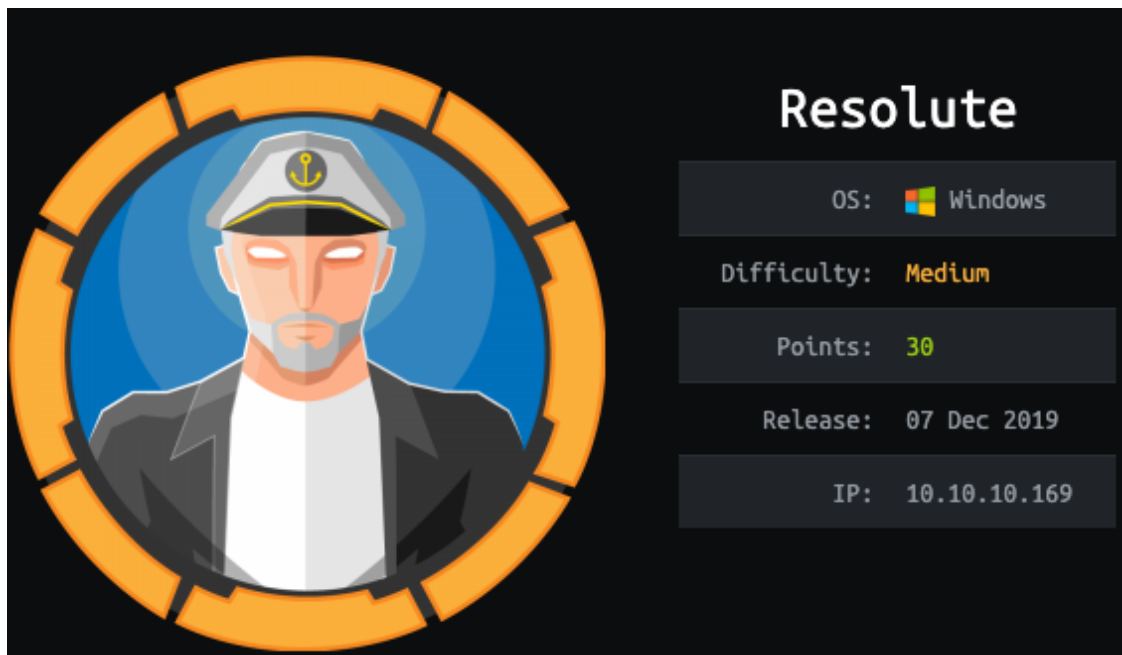 Resolute
OS: Windows
Difficulty: Medium
Points: 30
Release: 07 Dec 2019
IP: 10.10.10.169